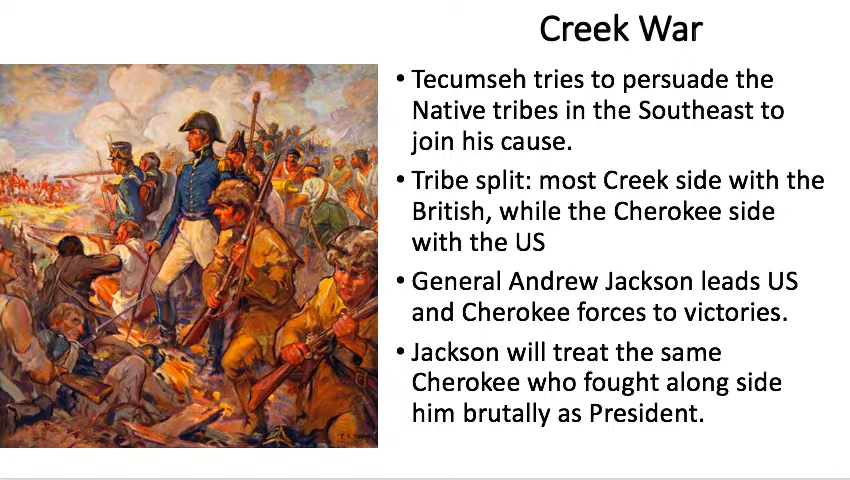 Creek War
• Tecumseh tries to persuade the
Native tribes in the Southeast to
join his cause.
• Tribe split: most Creek side with the
British, while the Cherokee side
with the US
• General Andrew Jackson leads US
and Cherokee forces to victories.
• Jackson will treat the same
Cherokee who fought along side
him brutally as President.